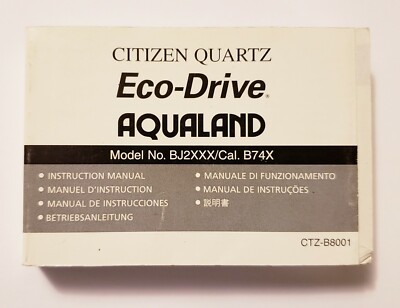 CITIZEN QUARTZ
Eco-Drive®
AQUALAND
Model No. BJ2XXX/Cal. B74X
• INSTRUCTION MANUAL
• MANUEL D'INSTRUCTION
• MANUAL DE INSTRUCCIONES
• BETRIEBSANLEITUNG
• MANUALE DI FUNZIONAMENTO
• MANUAL DE INSTRUÇÕES
• 説明書
CTZ-B8001